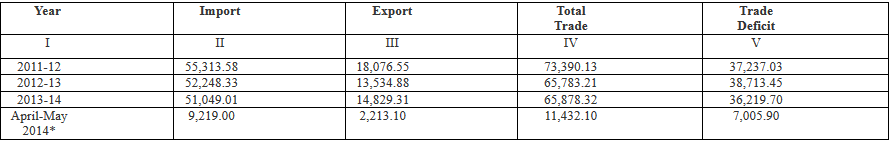 Year Import Export Total Trade
Trade Deficit
I II III IV V
2011-12 55,313.58 18,076.55 73,390.13 37,237.03
2012-13 52,248.33 13,534.88 65,783.21 38,713.45
2013-14 51,049.01 14,829.31 65,878.32 36,219.70
April-May 9,219.00 2,213.10 11,432.10 7,005.90
2014*